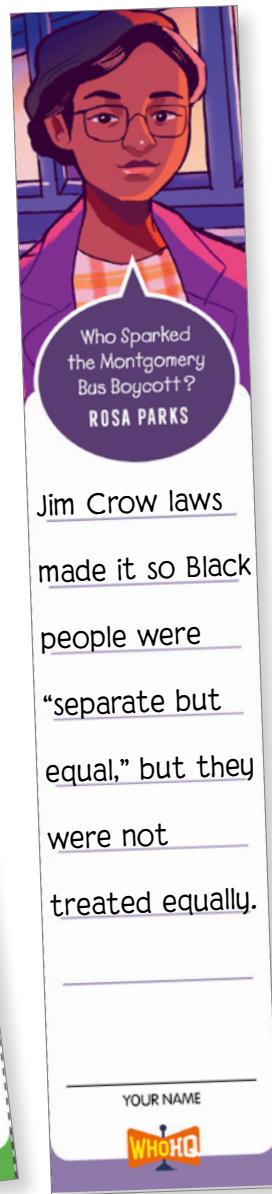 Who Sparked
the Montgomery
Bus Boycott?
ROSA PARKS
Jim Crow laws
made it so Black
people were
“separate but
equal,” but they
were not
treated equally.
YOUR NAME
WHOHQ